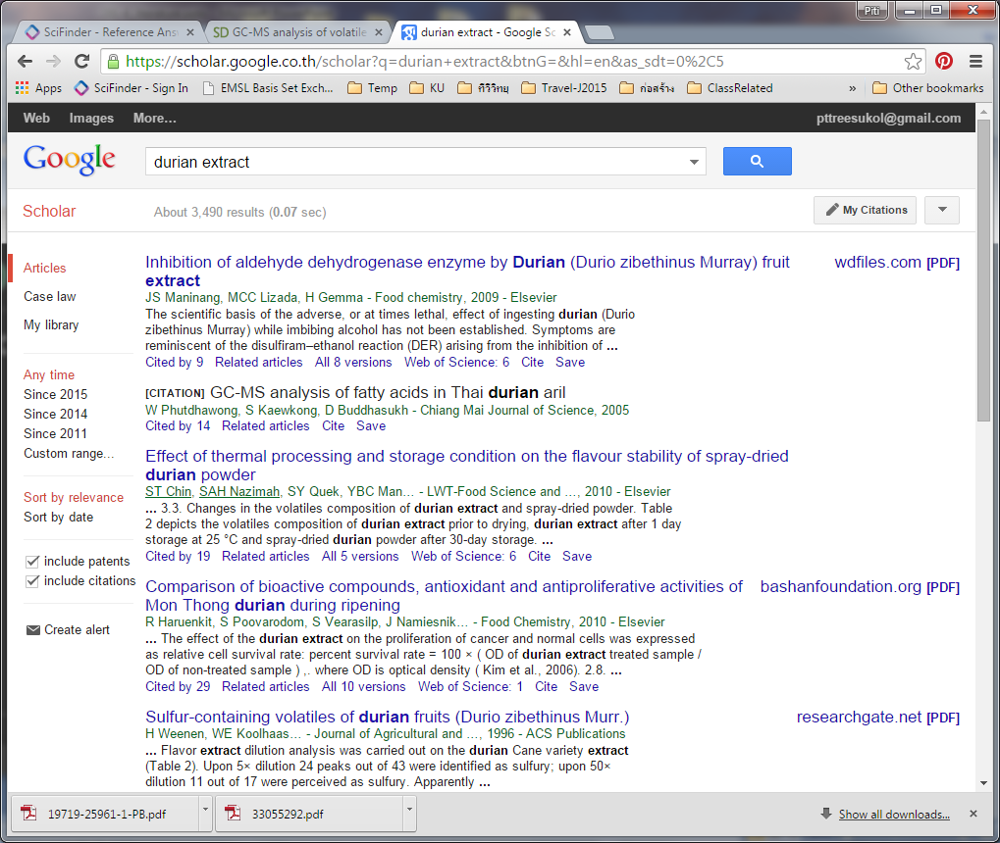 Piti
SciFinder - Reference Ans
GC-MS analysis of volatile
durian extract - Google Sc
https://scholar.google.co.th/scholar?q=durian+extract&btnG=&hl=en&as_sdt=0%2C5
Apps SciFinder - Sign In EMSL Basis Set Exch... Temp KU Travel-J2015 ก่อสร้าง ClassRelated » Other bookmarks
Web Images More... pttreesukol@gmail.com
Google durian extract
Scholar About 3,490 results (0.07 sec) My Citations
Articles
Case law
My library
Any time
Since 2015
Since 2014
Since 2011
Custom range...
Sort by relevance
Sort by date
include patents
include citations
Create alert
Inhibition of aldehyde dehydrogenase enzyme by Durian (Durio zibethinus Murray) fruit wdfiles.com [PDF]
extract
JS Maninang, MCC Lizada, H Gemma - Food chemistry, 2009 - Elsevier
The scientific basis of the adverse, or at times lethal, effect of ingesting durian (Durio
zibethinus Murray) while imbibing alcohol has not been established. Symptoms are
reminiscent of the disulfiram–ethanol reaction (DER) arising from the inhibition of ...
Cited by 9 Related articles All 8 versions Web of Science: 6 Cite Save
[CITATION] GC-MS analysis of fatty acids in Thai durian aril
W Phutdhawong, S Kaewkong, D Buddhasukh - Chiang Mai Journal of Science, 2005
Cited by 14 Related articles Cite Save
Effect of thermal processing and storage condition on the flavour stability of spray-dried
durian powder
ST Chin, SAH Nazimah, SY Quek, YBC Man... - LWT-Food Science and ..., 2010 - Elsevier
... 3.3. Changes in the volatiles composition of durian extract and spray-dried powder. Table
2 depicts the volatiles composition of durian extract prior to drying, durian extract after 1 day
storage at 25 °C and spray-dried durian powder after 30-day storage. ...
Cited by 19 Related articles All 5 versions Web of Science: 6 Cite Save
Comparison of bioactive compounds, antioxidant and antiproliferative activities of bashanfoundation.org [PDF]
Mon Thong durian during ripening
R Haruenkit, S Poovarodom, S Vearasilp, J Namiesnik... - Food Chemistry, 2010 - Elsevier
... The effect of the durian extract on the proliferation of cancer and normal cells was expressed
as relative cell survival rate: percent survival rate = 100 × ( OD of durian extract treated sample /
OD of non-treated sample ) ,. where OD is optical density ( Kim et al., 2006). 2.8. ...
Cited by 29 Related articles All 10 versions Web of Science: 1 Cite Save
Sulfur-containing volatiles of durian fruits (Durio zibethinus Murr.) researchgate.net [PDF]
H Weenen, WE Koolhaas... - Journal of Agricultural and ..., 1996 - ACS Publications
... Flavor extract dilution analysis was carried out on the durian Cane variety extract
(Table 2). Upon 5× dilution 24 peaks out of 43 were identified as sulfury; upon 50×
dilution 11 out of 17 were perceived as sulfury. Apparently ...
19719-25961-1-PB.pdf
33055292.pdf
Show all downloads...